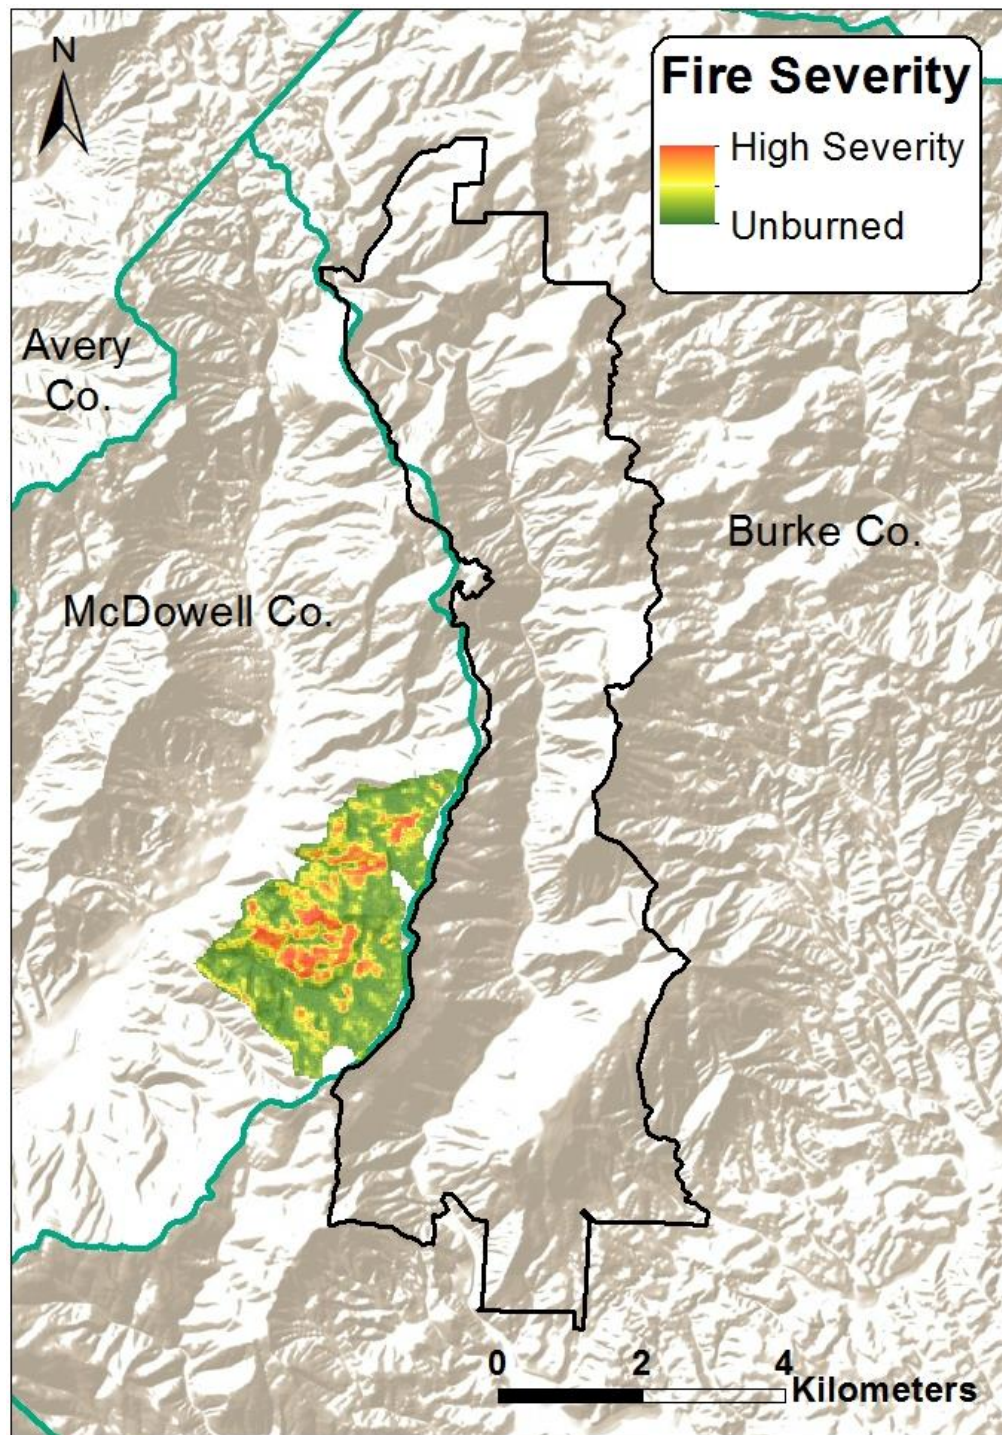 N
Fire Severity
High Severity
Unburned
Avery
Co.
Burke Co.
McDowell Co.
0 2 4
Kilometers